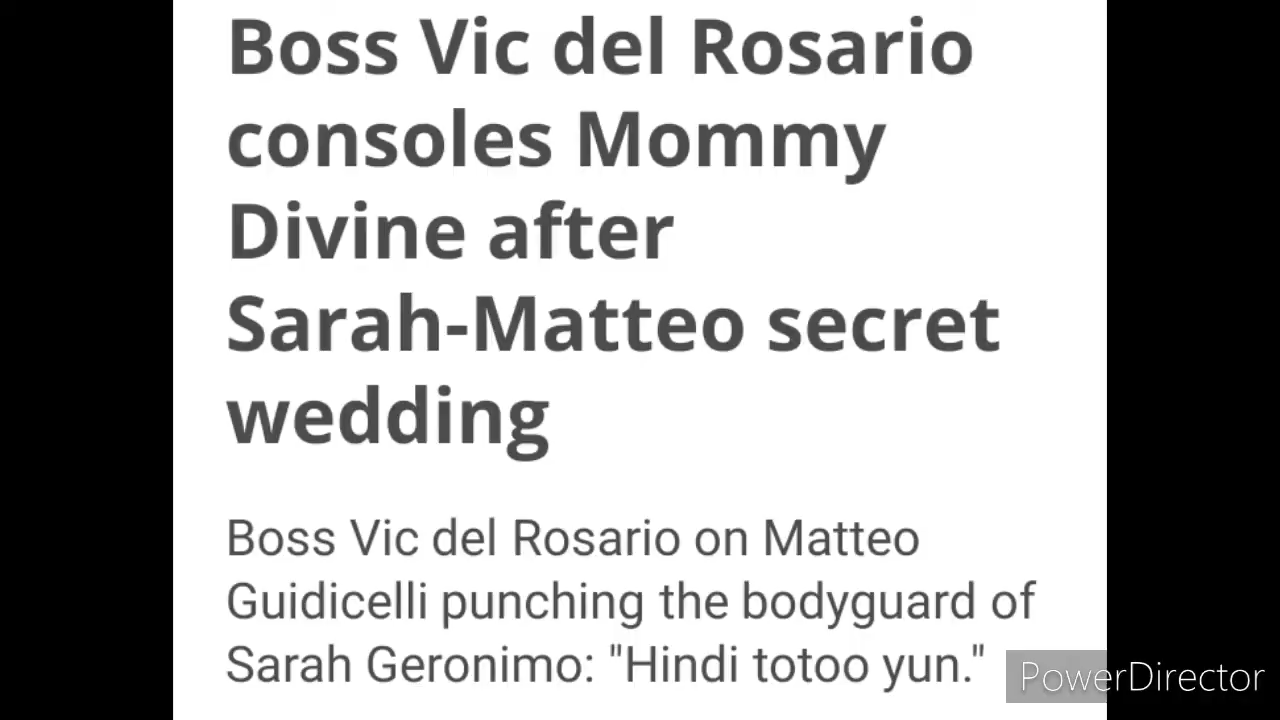 Boss Vic del Rosario
consoles Mommy
Divine after
Sarah-Matteo secret
wedding
Boss Vic del Rosario on Matteo
Guidicelli punching the bodyguard of
Sarah Geronimo: "Hindi totoo yun."
PowerDirector